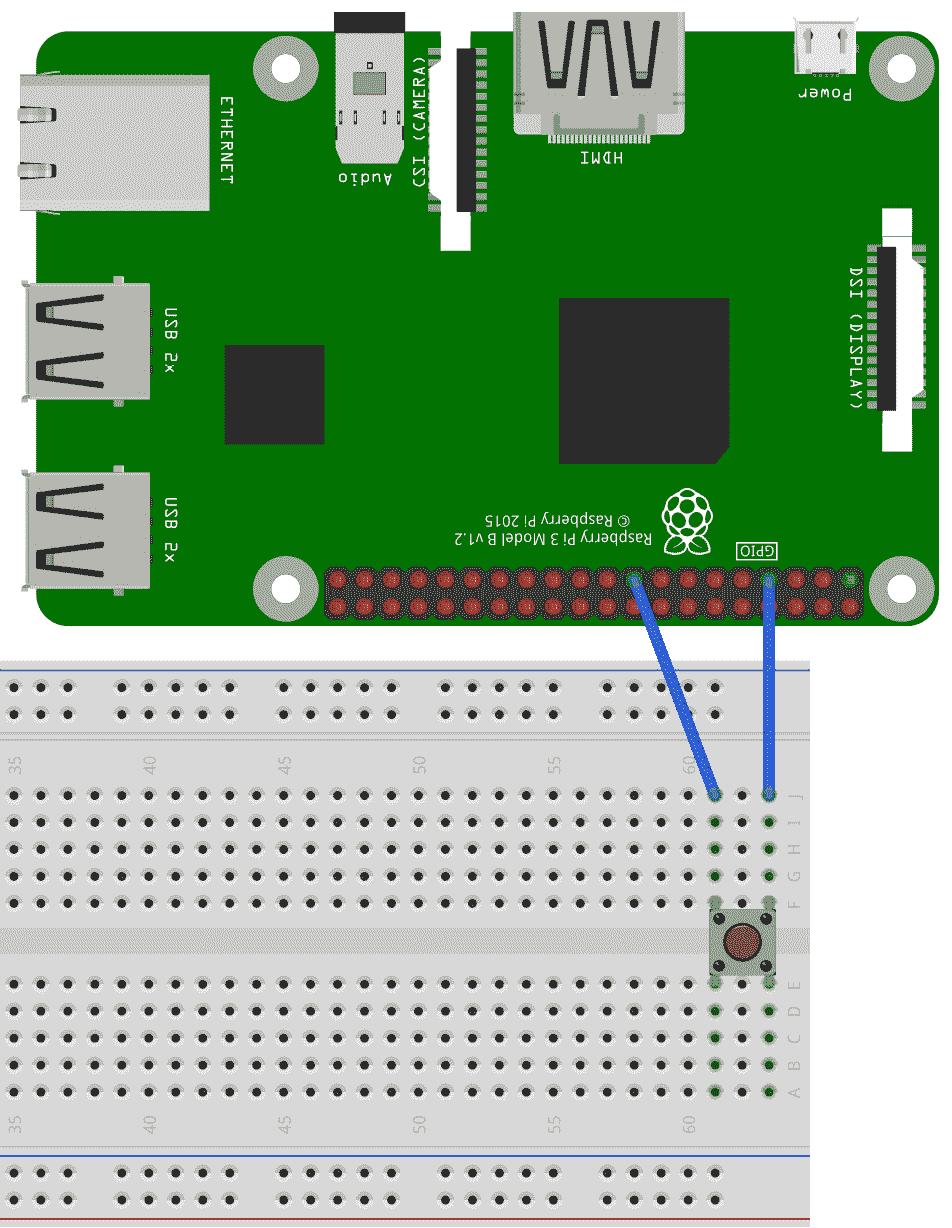 Power
ETHERNET
CSI (CAMERA)
HDMI
Audio
DSI (DISPLAY)
USB 2x
USB 2x
© Raspberry Pi 2015
Raspberry Pi 3 Model B v1.2
GPIO
35 40 45 50 55 60
J
I
H
G
F
E
D
C
B
A
35 40 45 50 55 60